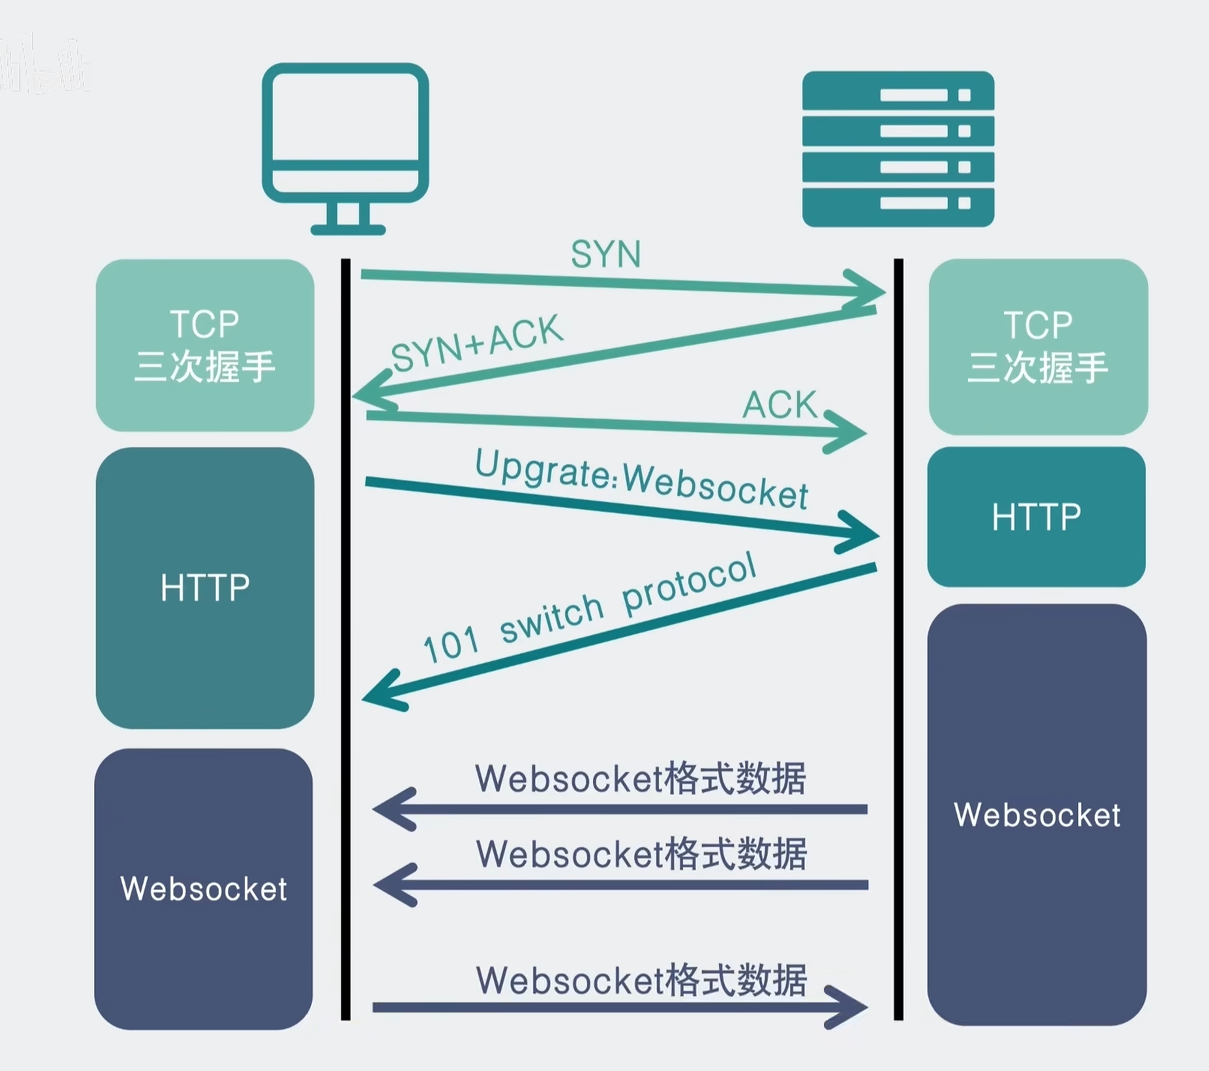 SYN
TCP
三次握手
SYN+ACK
TCP
三次握手
ACK
Upgrate:Websocket
HTTP
HTTP
101 switch protocol
Websocket格式数据
Websocket
Websocket格式数据
Websocket
Websocket格式数据